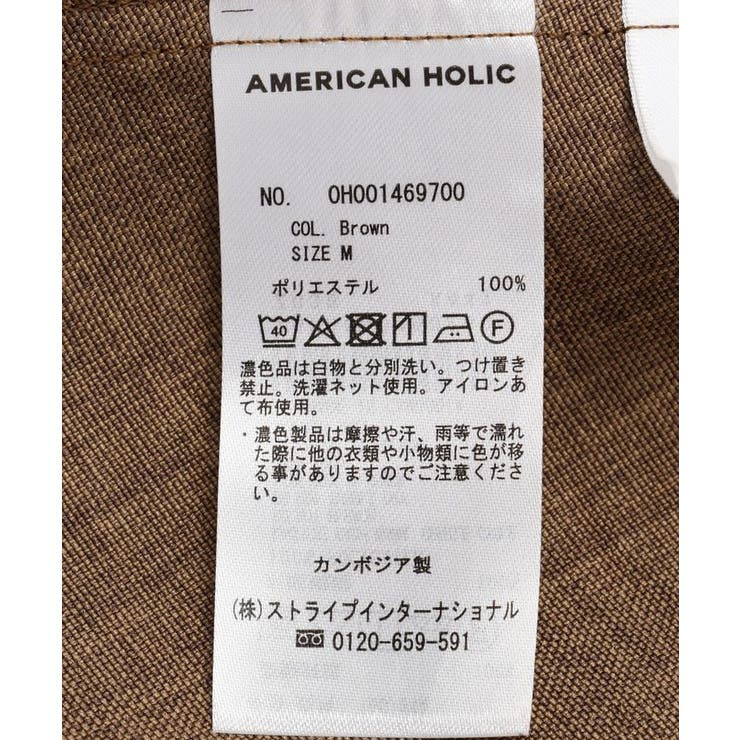 AMERICAN HOLIC
NO. OH001469700
COL. Brown
SIZE M
ポリエステル 100%
40 F
濃色品は白物と分別洗い。つけ置き
禁止。洗濯ネット使用。アイロンあ
て布使用。
・濃色製品は摩擦や汗、雨等で濡れ
た際に他の衣類や小物類に色が移
る事がありますのでご注意くださ
い。
カンボジア製
(株)ストライプインターナショナル
0120-659-591